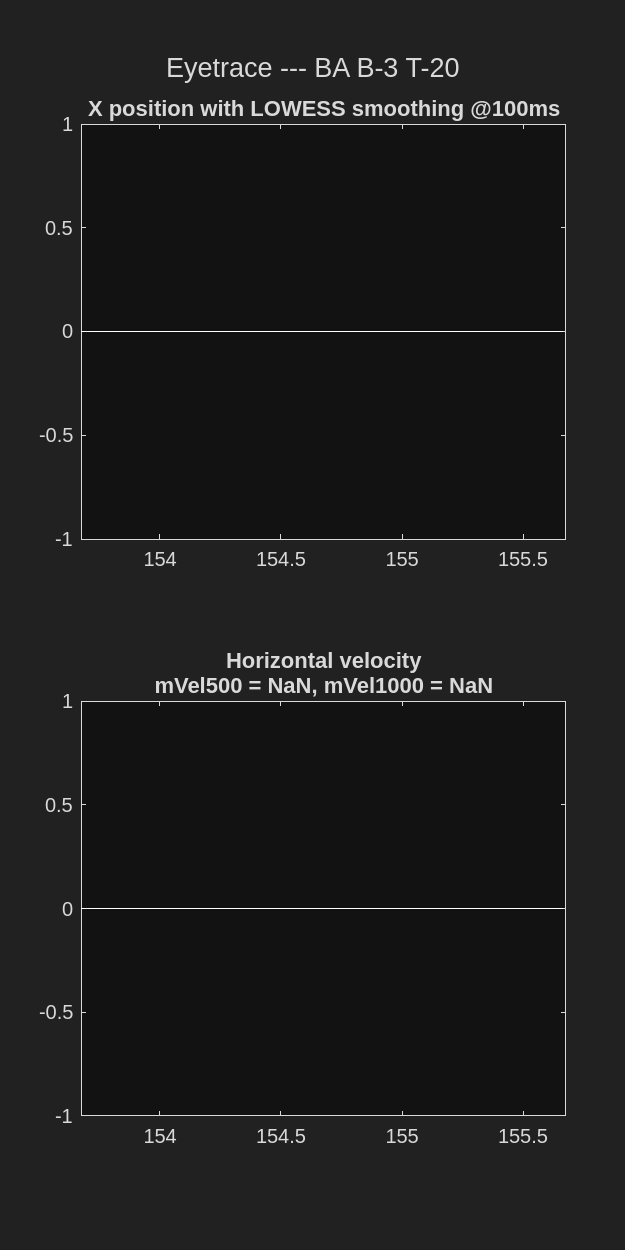 Eyetrace --- BA B-3 T-20
X position with LOWESS smoothing @100ms
1
0.5
0
-0.5
-1
154 154.5 155 155.5
Horizontal velocity
mVel500 = NaN, mVel1000 = NaN
1
0.5
0
-0.5
-1
154 154.5 155 155.5